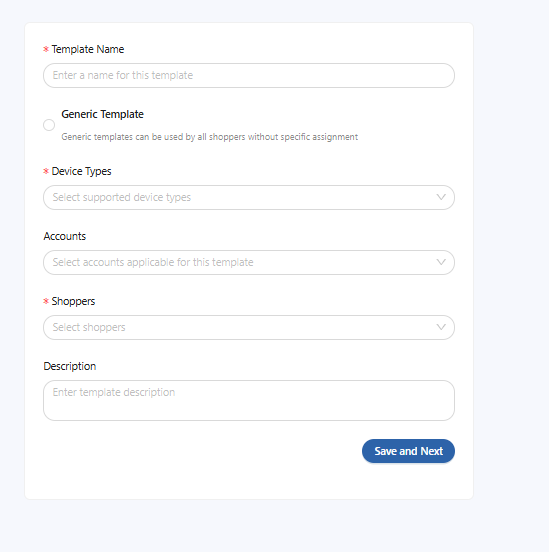 * Template Name
Enter a name for this template
Generic Template
Generic templates can be used by all shoppers without specific assignment
* Device Types
Select supported device types
Accounts
Select accounts applicable for this template
* Shoppers
Select shoppers
Description
Enter template description
Save and Next